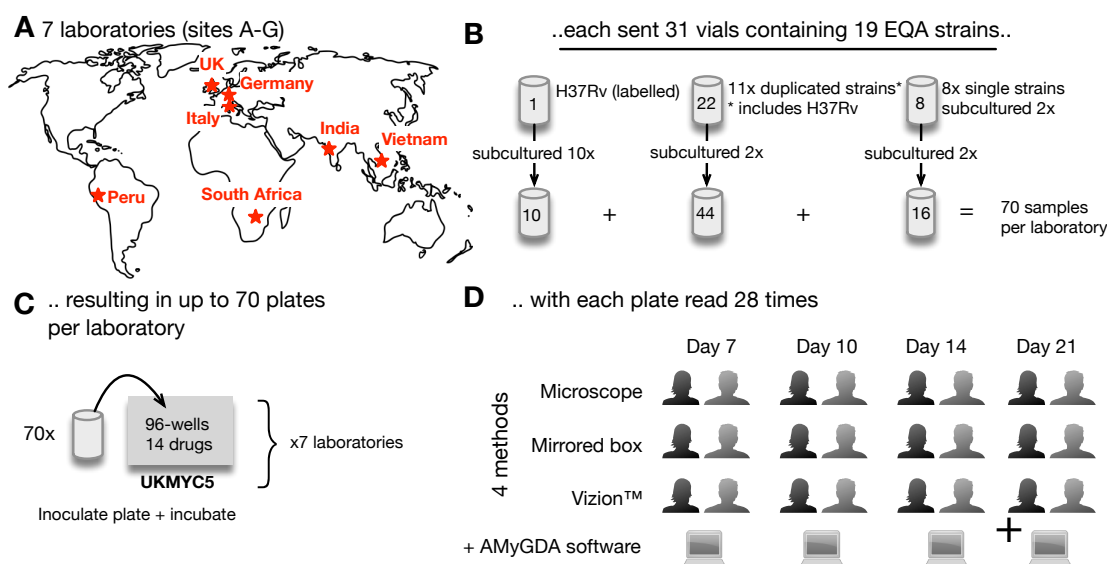 A 7 laboratories (sites A-G)
UK
Germany
Italy
India
Vietnam
Peru
South Africa
B ..each sent 31 vials containing 19 EQA strains..
1
H37Rv (labelled)
22
11x duplicated strains*
* includes H37Rv
8
8x single strains
subcultured 2x
subcultured 10x
subcultured 2x
subcultured 2x
10
+
44
+
16
=
70 samples
per laboratory
C .. resulting in up to 70 plates
per laboratory
70x
96-wells
14 drugs
UKMYC5
x7 laboratories
Inoculate plate + incubate
D .. with each plate read 28 times
Day 7 Day 10 Day 14 Day 21
4 methods
Microscope
Mirrored box
Vizion™
+ AMyGDA software
+